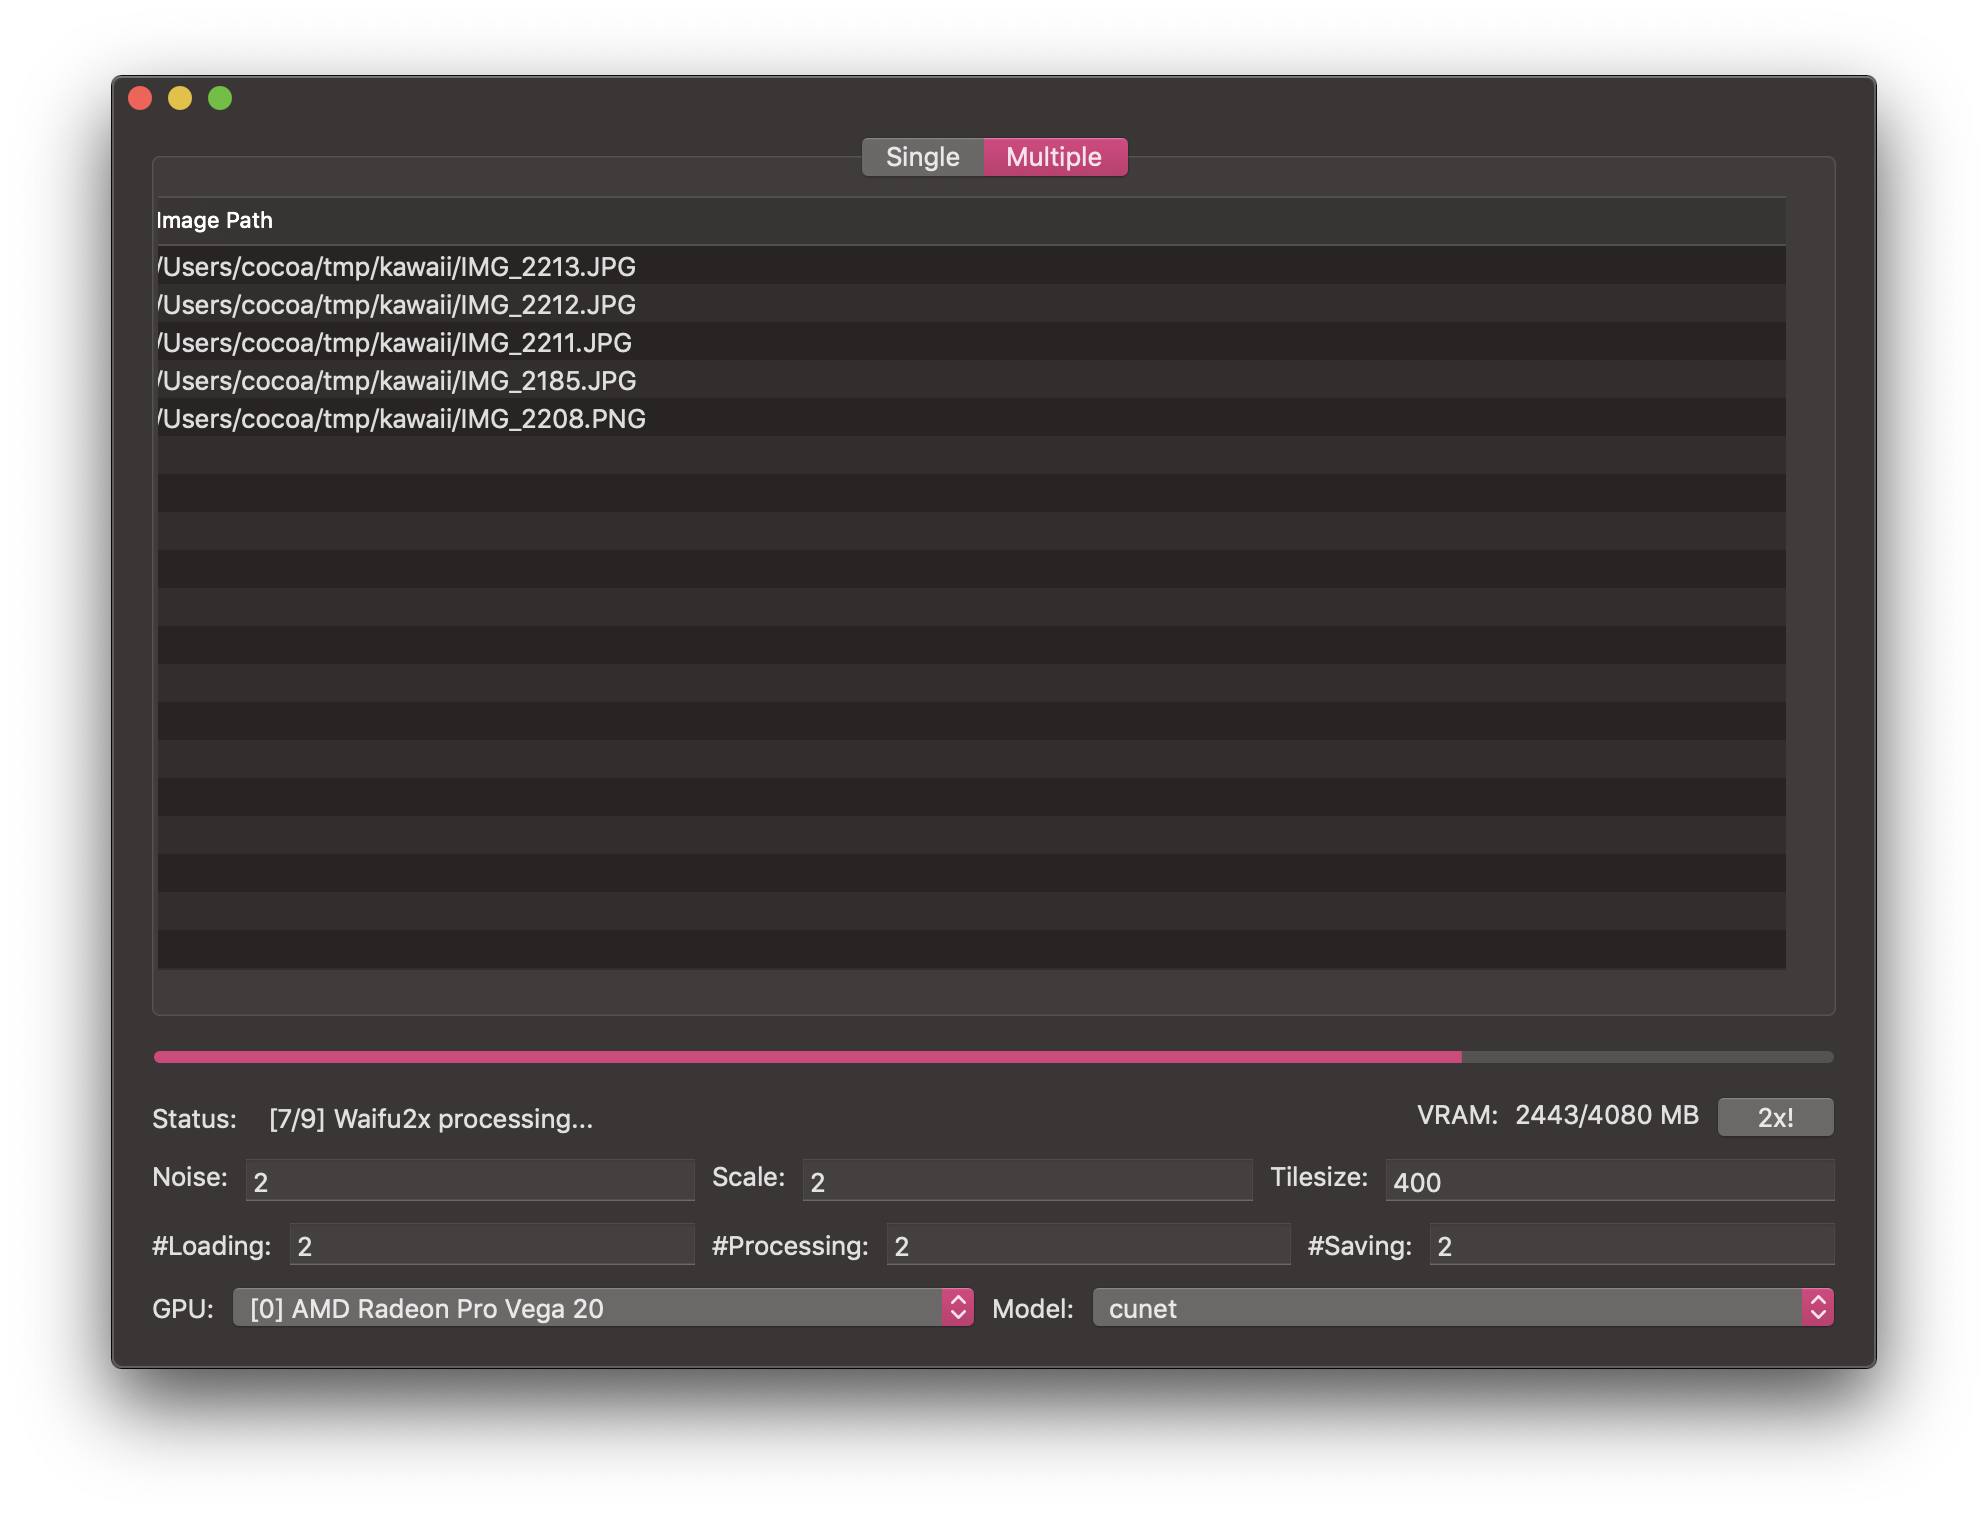 Single Multiple
Image Path
/Users/cocoa/tmp/kawaii/IMG_2213.JPG
/Users/cocoa/tmp/kawaii/IMG_2212.JPG
/Users/cocoa/tmp/kawaii/IMG_2211.JPG
/Users/cocoa/tmp/kawaii/IMG_2185.JPG
/Users/cocoa/tmp/kawaii/IMG_2208.PNG
Status: [7/9] Waifu2x processing... VRAM: 2443/4080 MB 2x!
Noise: 2 Scale: 2 Tilesize: 400
#Loading: 2 #Processing: 2 #Saving: 2
GPU: [0] AMD Radeon Pro Vega 20 Model: cunet